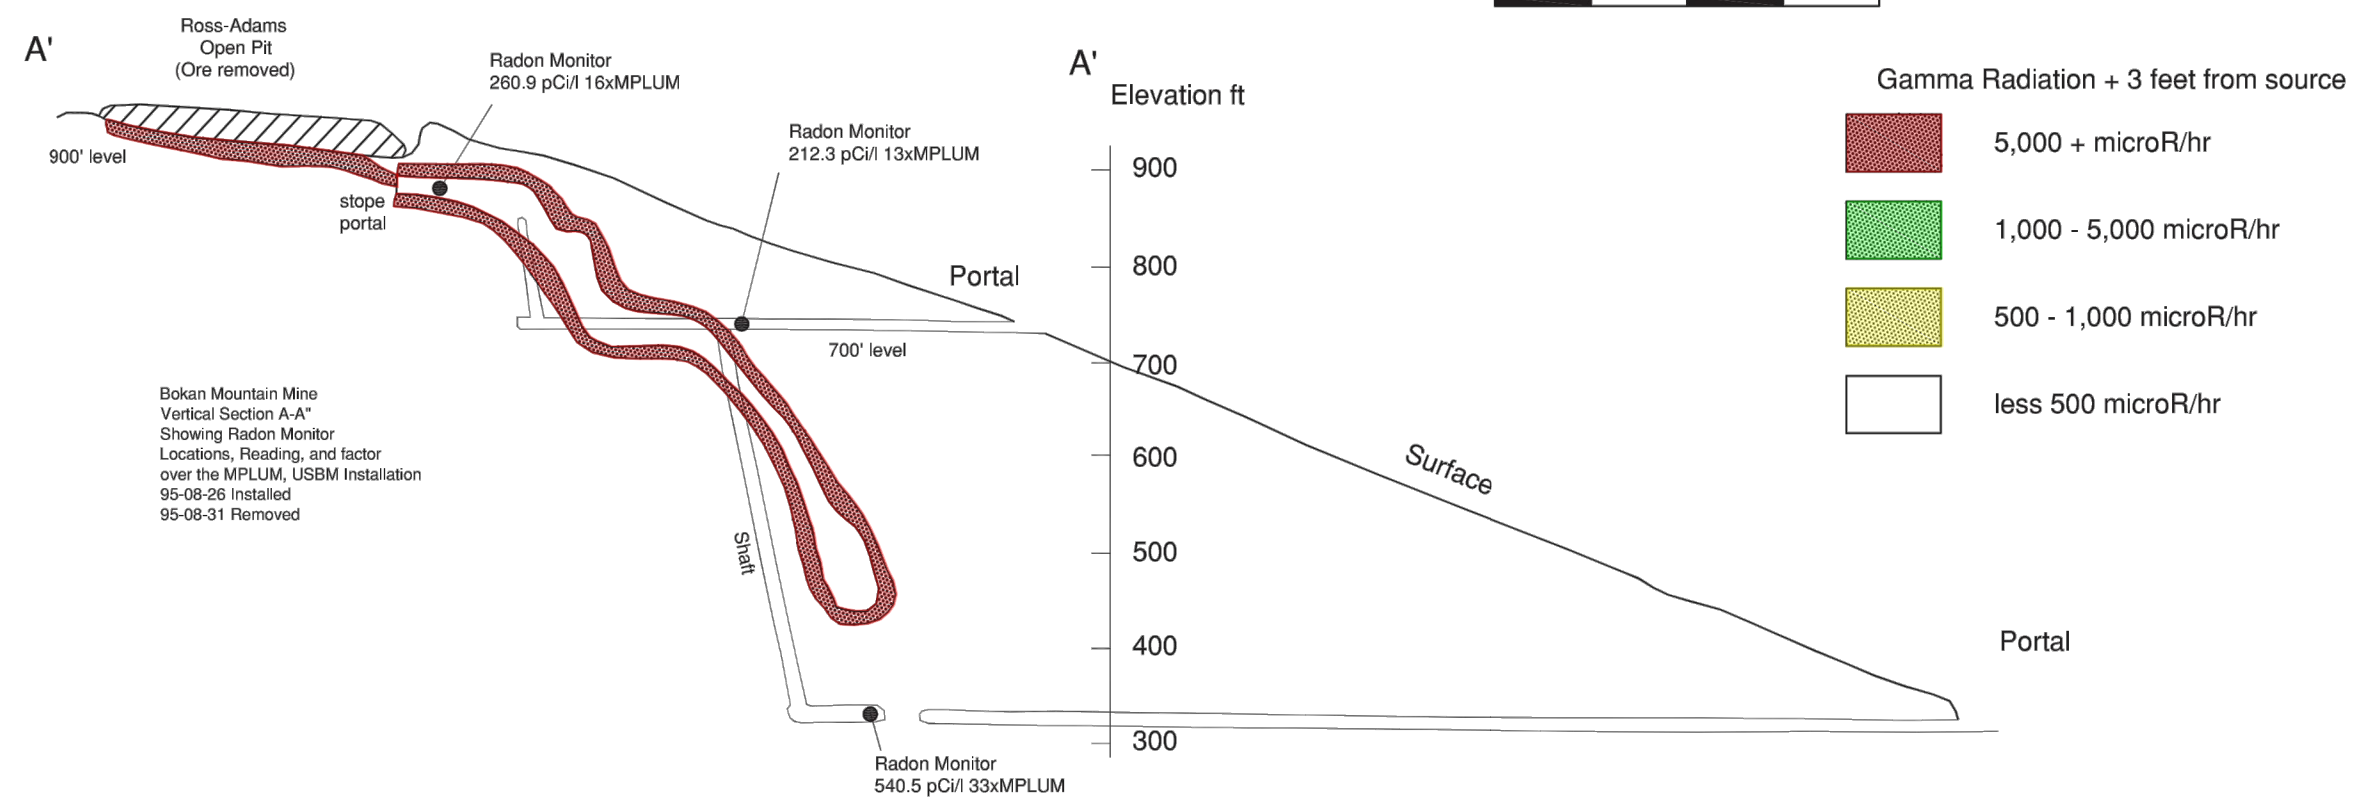 Ross-Adams
Open Pit
(Ore removed)
A'
Radon Monitor
260.9 pCi/l 16xMPLUM
A'
Elevation ft
Radon Monitor
212.3 pCi/l 13xMPLUM
900' level
stope
portal
Portal
700' level
900
800
700
600
500
400
300
Gamma Radiation + 3 feet from source
5,000 + microR/hr
1,000 - 5,000 microR/hr
500 - 1,000 microR/hr
less 500 microR/hr
Bokan Mountain Mine
Vertical Section A-A"
Showing Radon Monitor
Locations, Reading, and factor
over the MPLUM, USBM Installation
95-08-26 Installed
95-08-31 Removed
Shaft
Surface
Portal
Radon Monitor
540.5 pCi/l 33xMPLUM